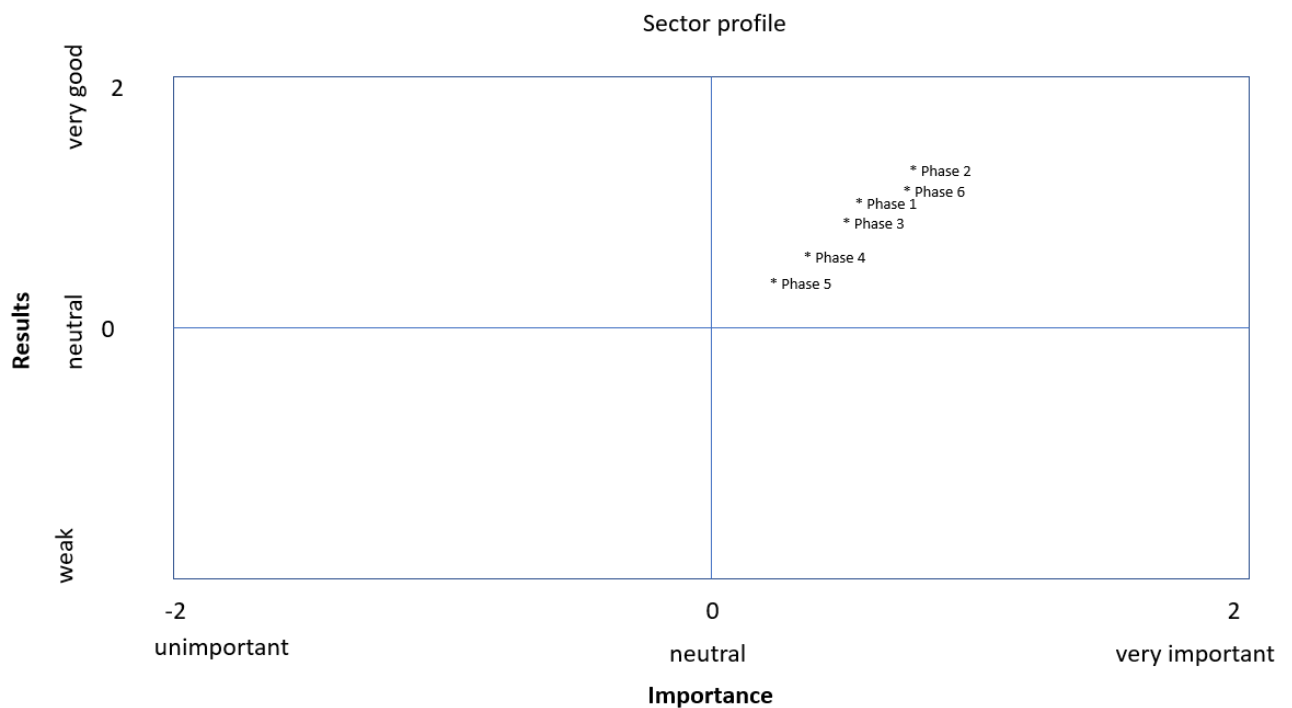 Sector profile
very good
2
* Phase 2
* Phase 6
* Phase 1
* Phase 3
* Phase 4
* Phase 5
Results
neutral
0
weak
-2
0
2
unimportant
neutral
very important
Importance